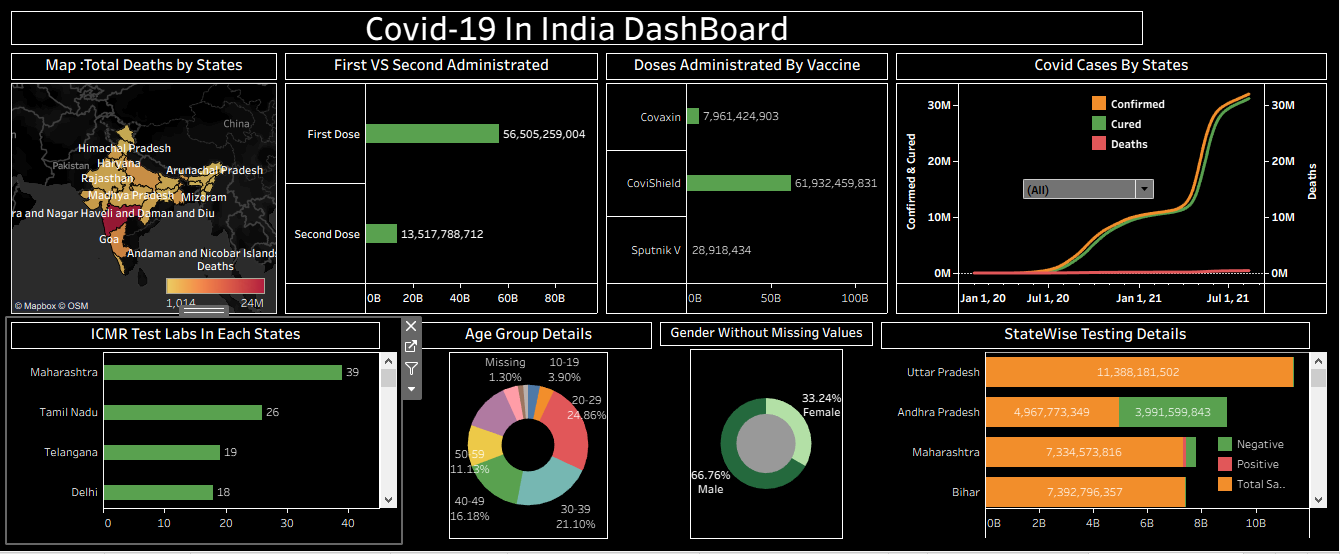 Covid-19 In India DashBoard
Map :Total Deaths by States
China
Himachal Pradesh
Pakistan
Haryana
Arunachal Pradesh
Rajasthan
Madhya Pradesh
Mizoram
ra and Nagar Haveli and Daman and Diu
Goa
Andaman and Nicobar Islands
Deaths
1,014
24M
© Mapbox © OSM
First VS Second Administrated
First Dose
56,505,259,004
Second Dose
13,517,788,712
0B 20B 40B 60B 80B
Doses Administrated By Vaccine
Covaxin
7,961,424,903
CoviShield
61,932,459,831
Sputnik V
28,918,434
0B 50B 100B
Covid Cases By States
Confirmed
Cured
Deaths
(All)
Confirmed & Cured
30M
20M
10M
0M
Deaths
30M
20M
10M
0M
Jan 1, 20 Jul 1, 20 Jan 1, 21 Jul 1, 21
ICMR Test Labs In Each States
Maharashtra
39
Tamil Nadu
26
Telangana
19
Delhi
18
0 10 20 30 40
Age Group Details
Missing
1.30%
10-19
3.90%
20-29
24.86%
50-59
11.13%
40-49
16.18%
30-39
21.10%
Gender Without Missing Values
33.24%
Female
66.76%
Male
StateWise Testing Details
Uttar Pradesh
11,388,181,502
Andhra Pradesh
4,967,773,349
3,991,599,843
Maharashtra
7,334,573,816
Bihar
7,392,796,357
Negative
Positive
Total Sa..
0B 2B 4B 6B 8B 10B